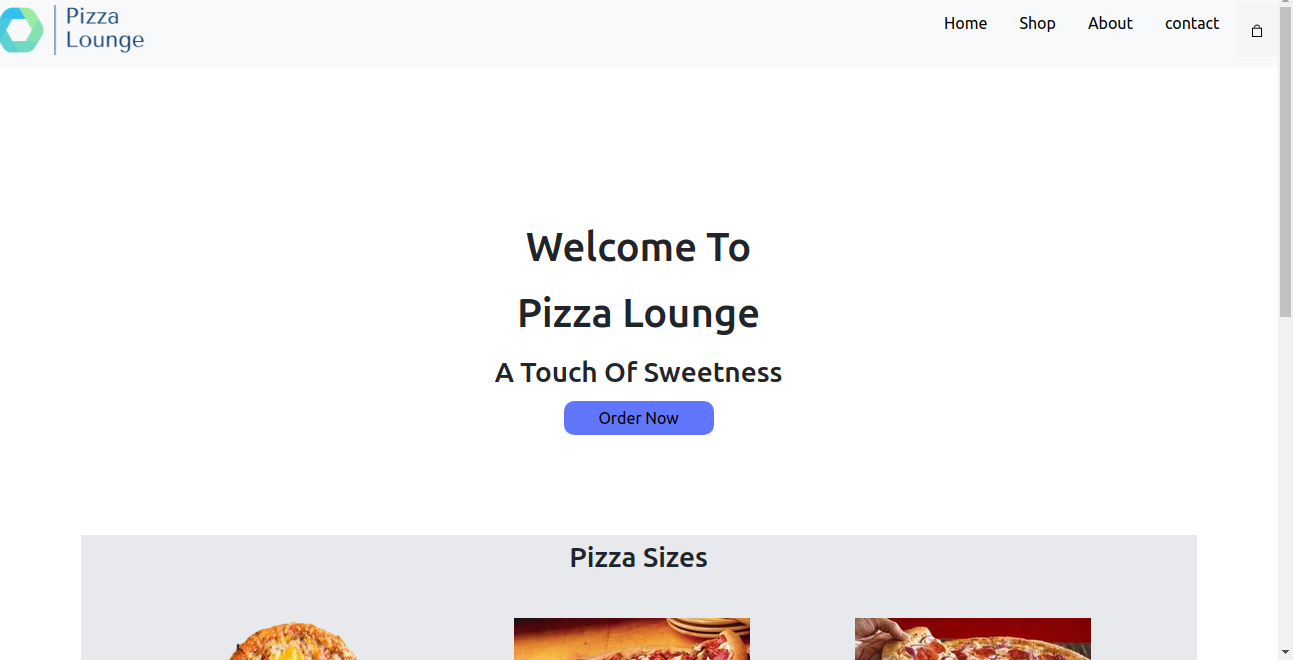 Pizza
Lounge
Home
Shop
About
contact
Welcome To
Pizza Lounge
A Touch Of Sweetness
Order Now
Pizza Sizes